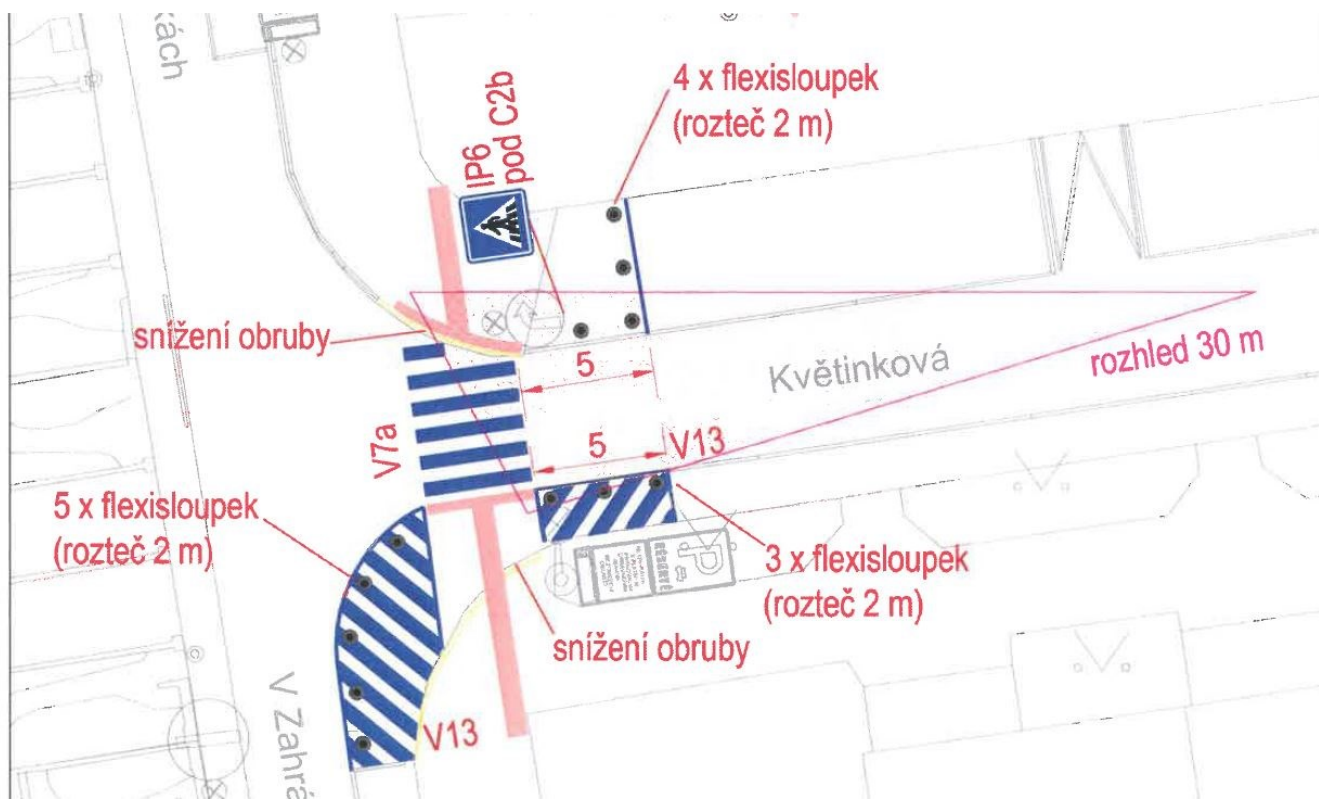 kách
4 x flexisloupek
(rozteč 2 m)
IP6
pod C2b
snížení obruby
5
Květinková
rozhled 30 m
V7a
5
V13
5 x flexisloupek
(rozteč 2 m)
P
RÉSERVÉ
3 x flexisloupek
(rozteč 2 m)
snížení obruby
V Zahrá
V13